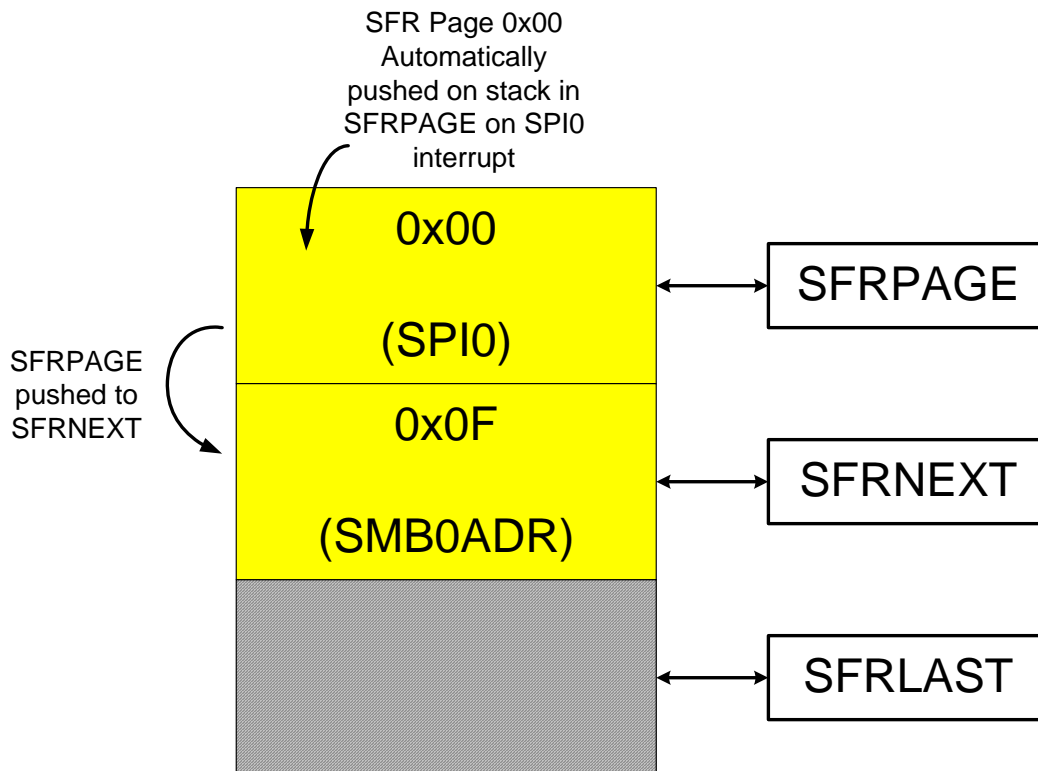 SFR Page 0x00
Automatically
pushed on stack in
SFRPAGE on SPI0
interrupt
0x00
(SPI0)
SFRPAGE
SFRPAGE
pushed to
SFRNEXT
0x0F
(SMB0ADR)
SFRNEXT
SFRLAST